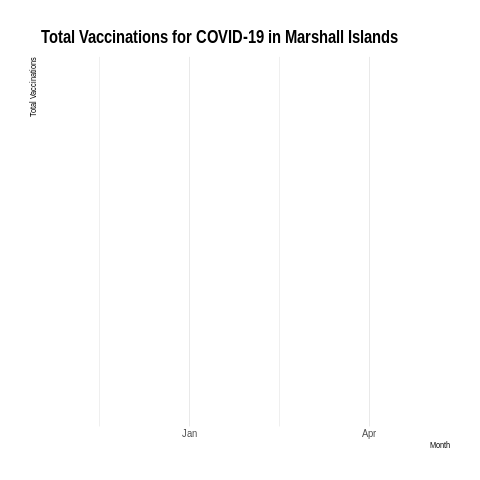 Total Vaccinations for COVID-19 in Marshall Islands
Total Vaccinations
Jan
Apr
Month